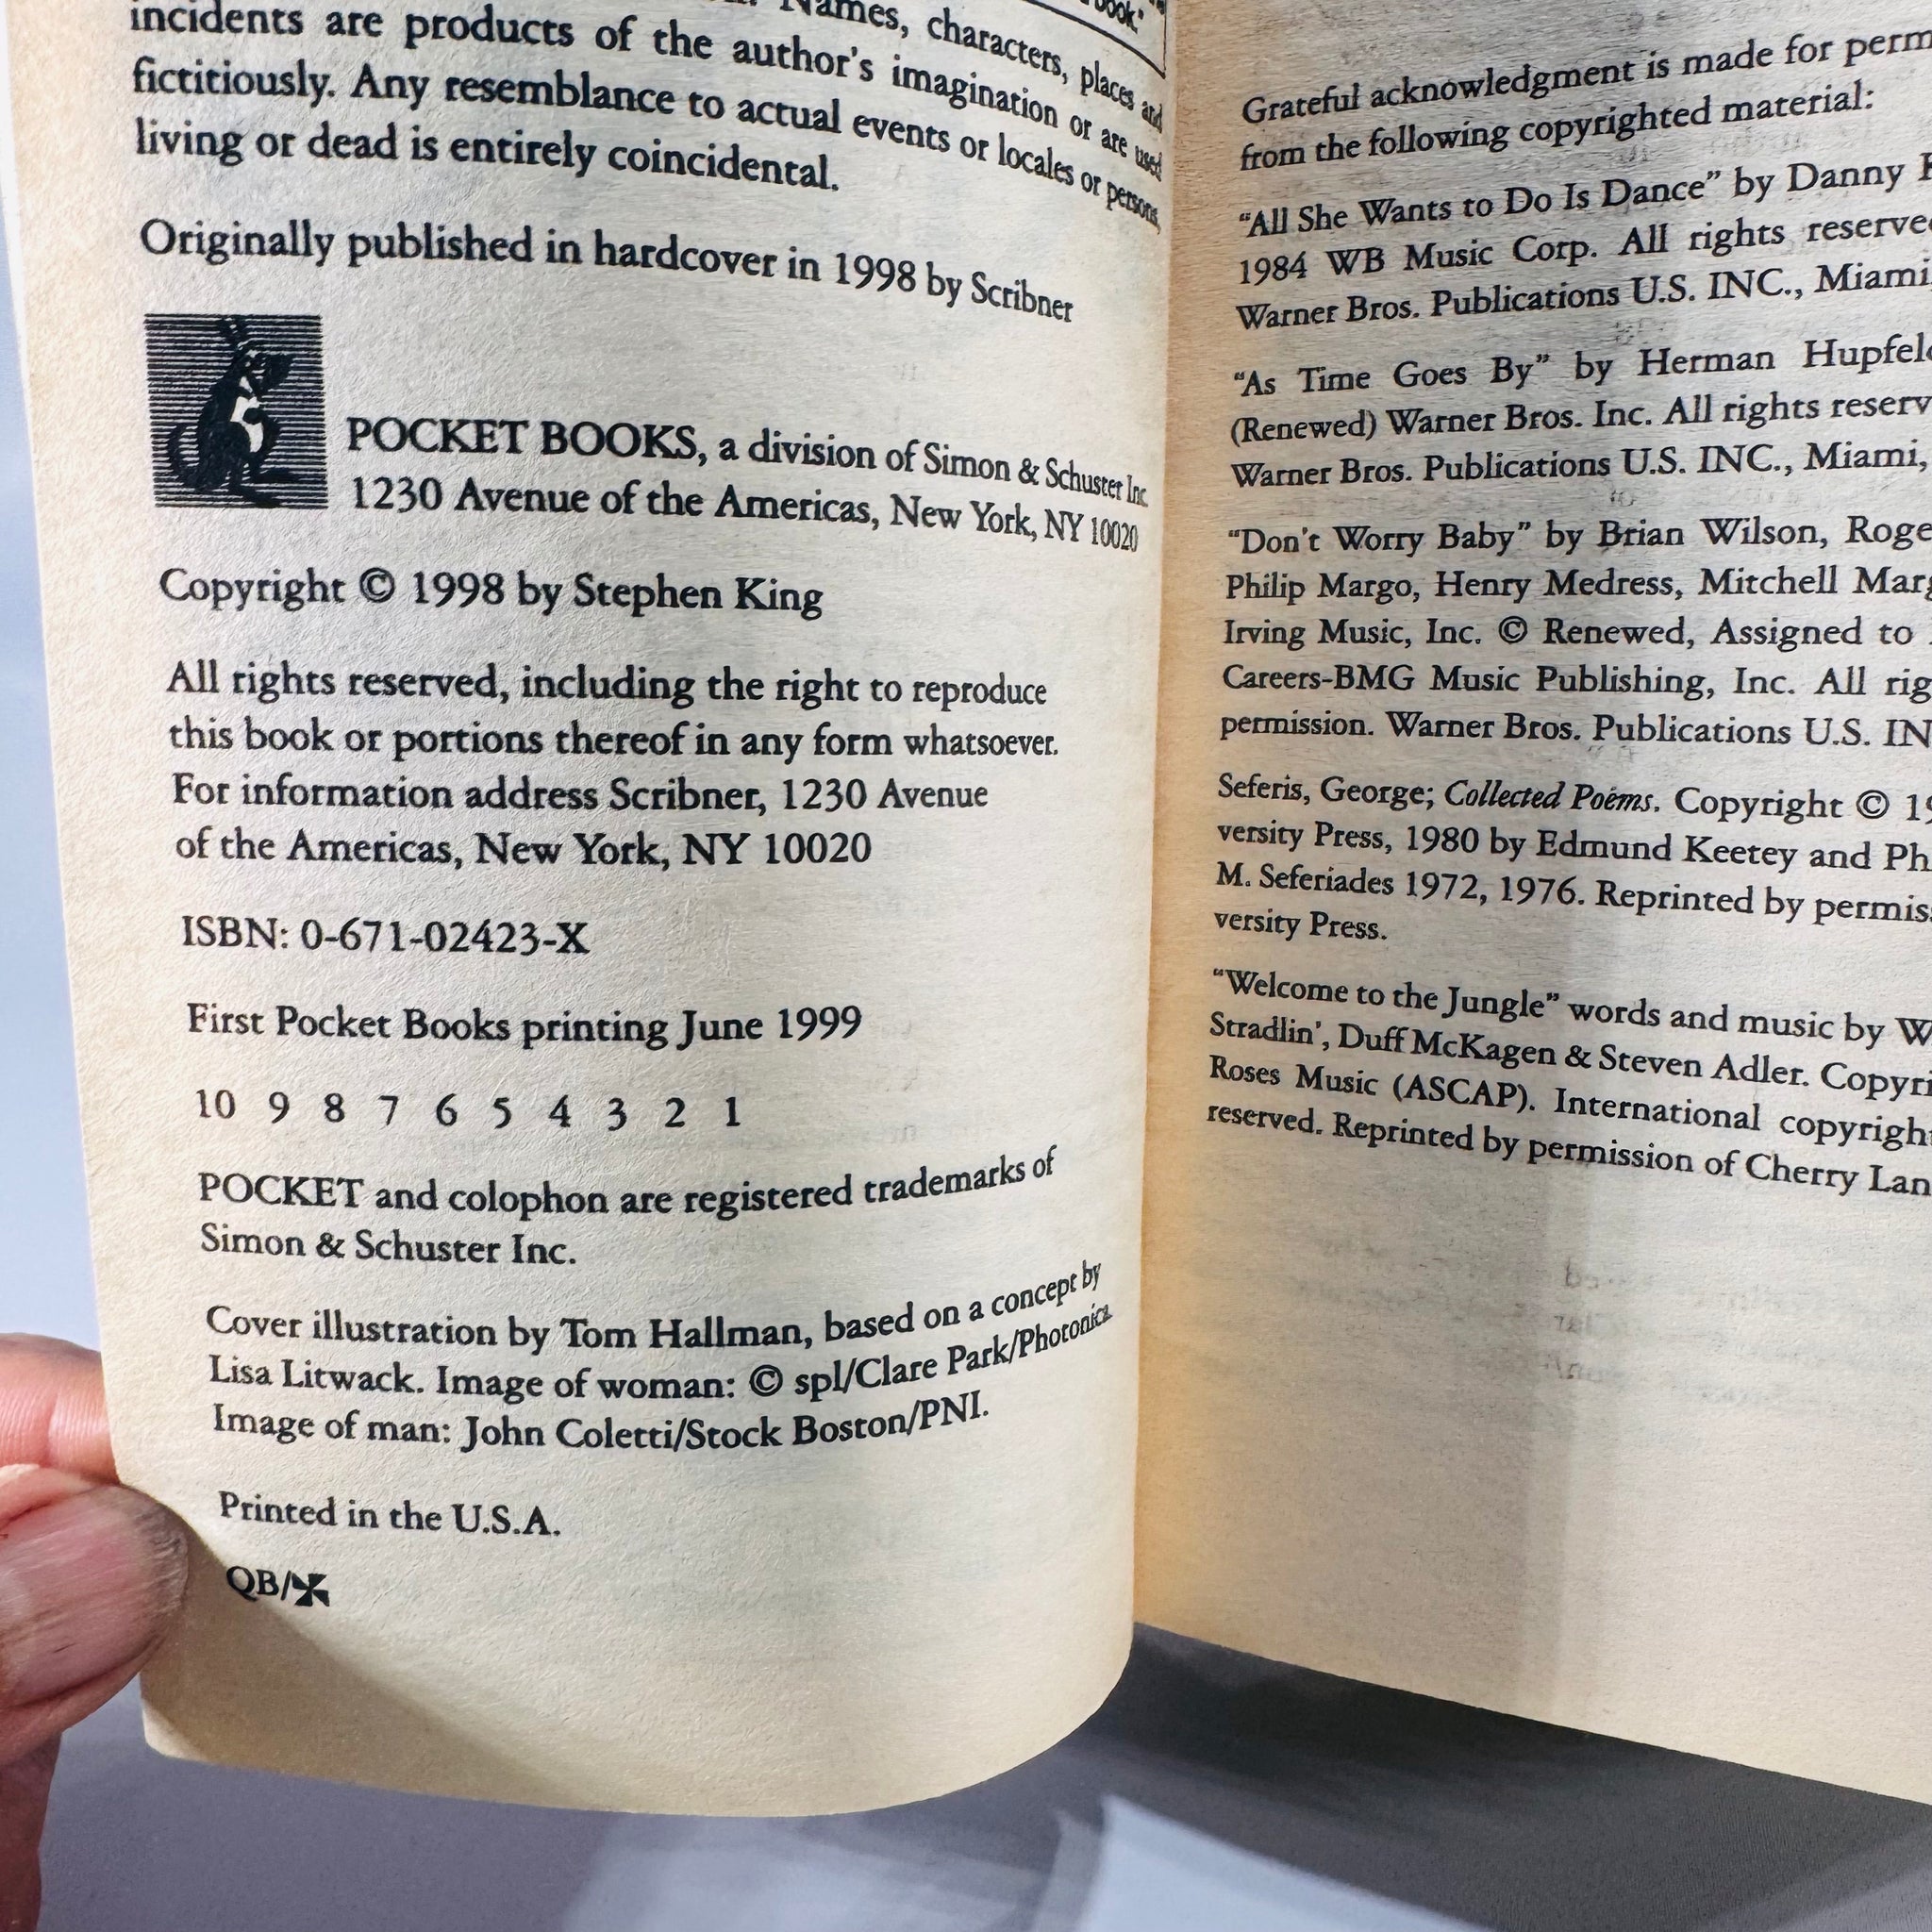 book."
Names, characters, places and
incidents are products of the author's imagination or are used
fictitiously. Any resemblance to actual events or locales or persons,
living or dead is entirely coincidental.
Originally published in hardcover in 1998 by Scribner
POCKET BOOKS, a division of Simon & Schuster Inc.
1230 Avenue of the Americas, New York, NY 10020
Copyright © 1998 by Stephen King
All rights reserved, including the right to reproduce
this book or portions thereof in any form whatsoever.
For information address Scribner, 1230 Avenue
of the Americas, New York, NY 10020
ISBN: 0-671-02423-X
First Pocket Books printing June 1999
10 9 8 7 6 5 4 3 2 1
POCKET and colophon are registered trademarks of
Simon & Schuster Inc.
Cover illustration by Tom Hallman, based on a concept by
Lisa Litwack. Image of woman: © spl/Clare Park/Photonica.
Image of man: John Coletti/Stock Boston/PNI.
Printed in the U.S.A.
QB/
Grateful acknowledgment is made for perm
from the following copyrighted material:
"All She Wants to Do Is Dance" by Danny
1984 WB Music Corp. All rights reserve
Warner Bros. Publications U.S. INC., Miami,
"As Time Goes By" by Herman Hupfel
(Renewed) Warner Bros. Inc. All rights reserv
Warner Bros. Publications U.S. INC., Miami,
"Don't Worry Baby" by Brian Wilson, Roge
Philip Margo, Henry Medress, Mitchell Marg
Irving Music, Inc. © Renewed, Assigned to
Careers-BMG Music Publishing, Inc. All rig
permission. Warner Bros. Publications U.S. IN
Seferis, George; Collected Poems. Copyright © 19
versity Press, 1980 by Edmund Keetey and Ph
M. Seferiades 1972, 1976. Reprinted by permis
versity Press.
"Welcome to the Jungle" words and music by W
Stradlin', Duff McKagen & Steven Adler. Copyri
Roses Music (ASCAP). International copyrigh
reserved. Reprinted by permission of Cherry Lan